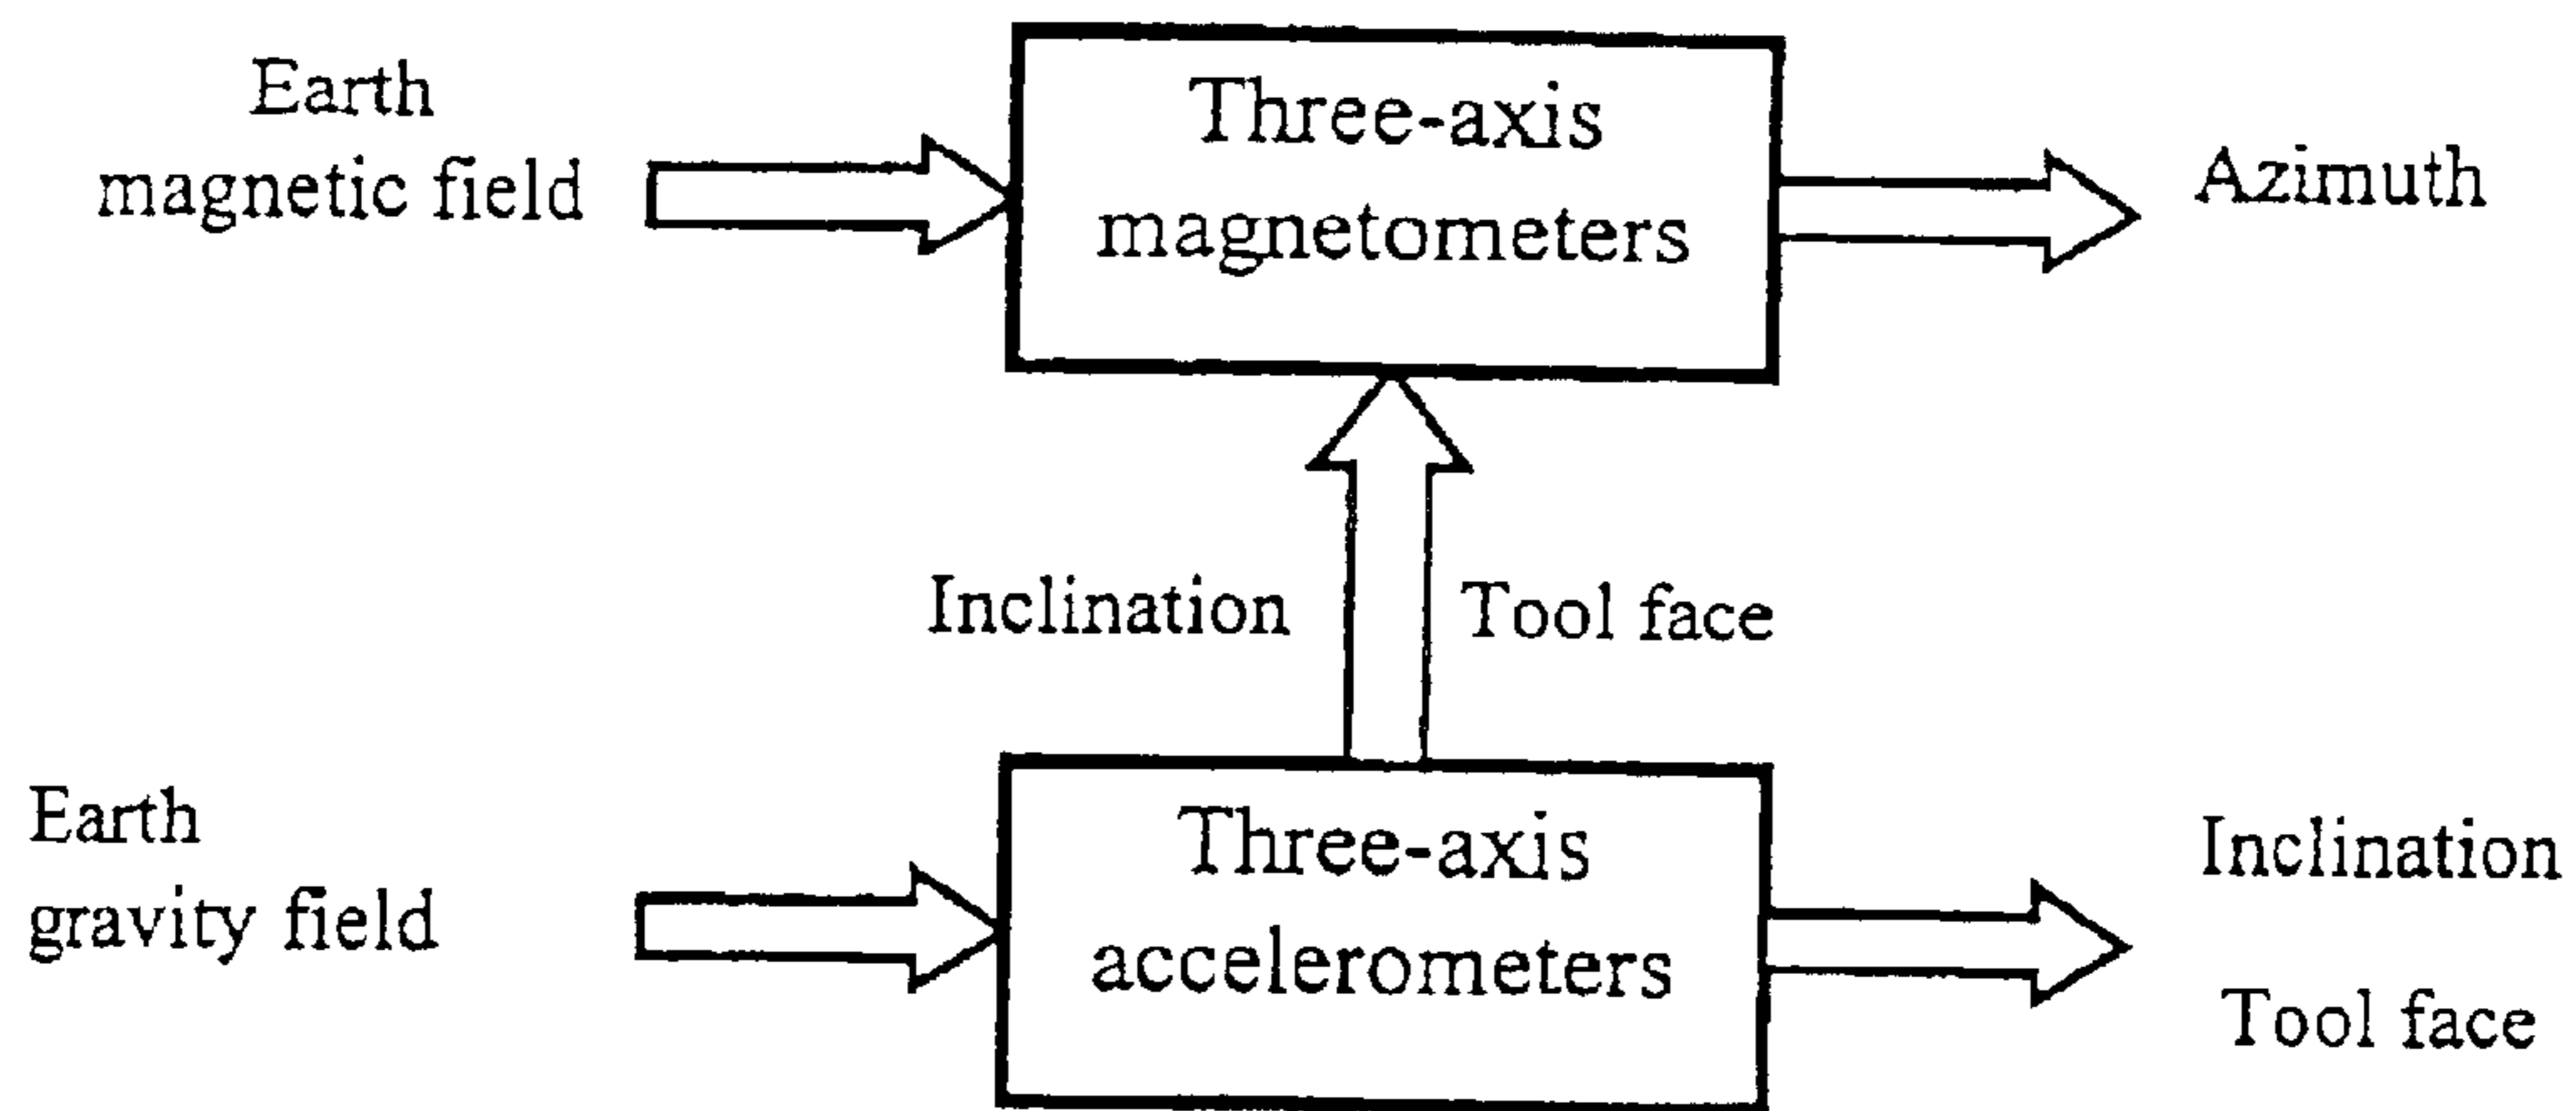 Earth
magnetic field
Three-axis
magnetometers
Azimuth
Inclination
Tool face
Earth
gravity field
Three-axis
accelerometers
Inclination
Tool face